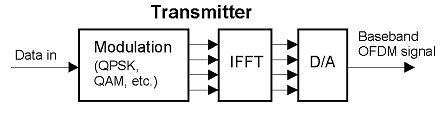 Transmitter
Data in
Modulation
(QPSK,
QAM, etc.)
IFFT
D/A
Baseband
OFDM signal